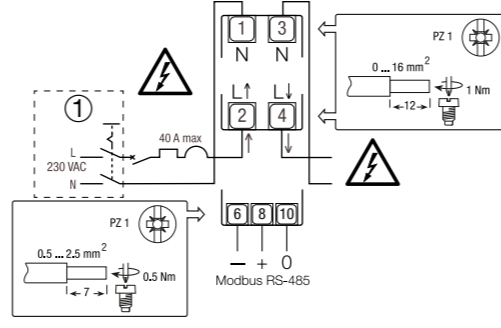 1 3
N N
L↑ L↓
2 4
1
L
230 VAC
N
40 A max
PZ 1
0 ... 16 mm²
1 Nm
12
6 8 10
− + 0
Modbus RS-485
PZ 1
0.5 ... 2.5 mm²
0.5 Nm
7